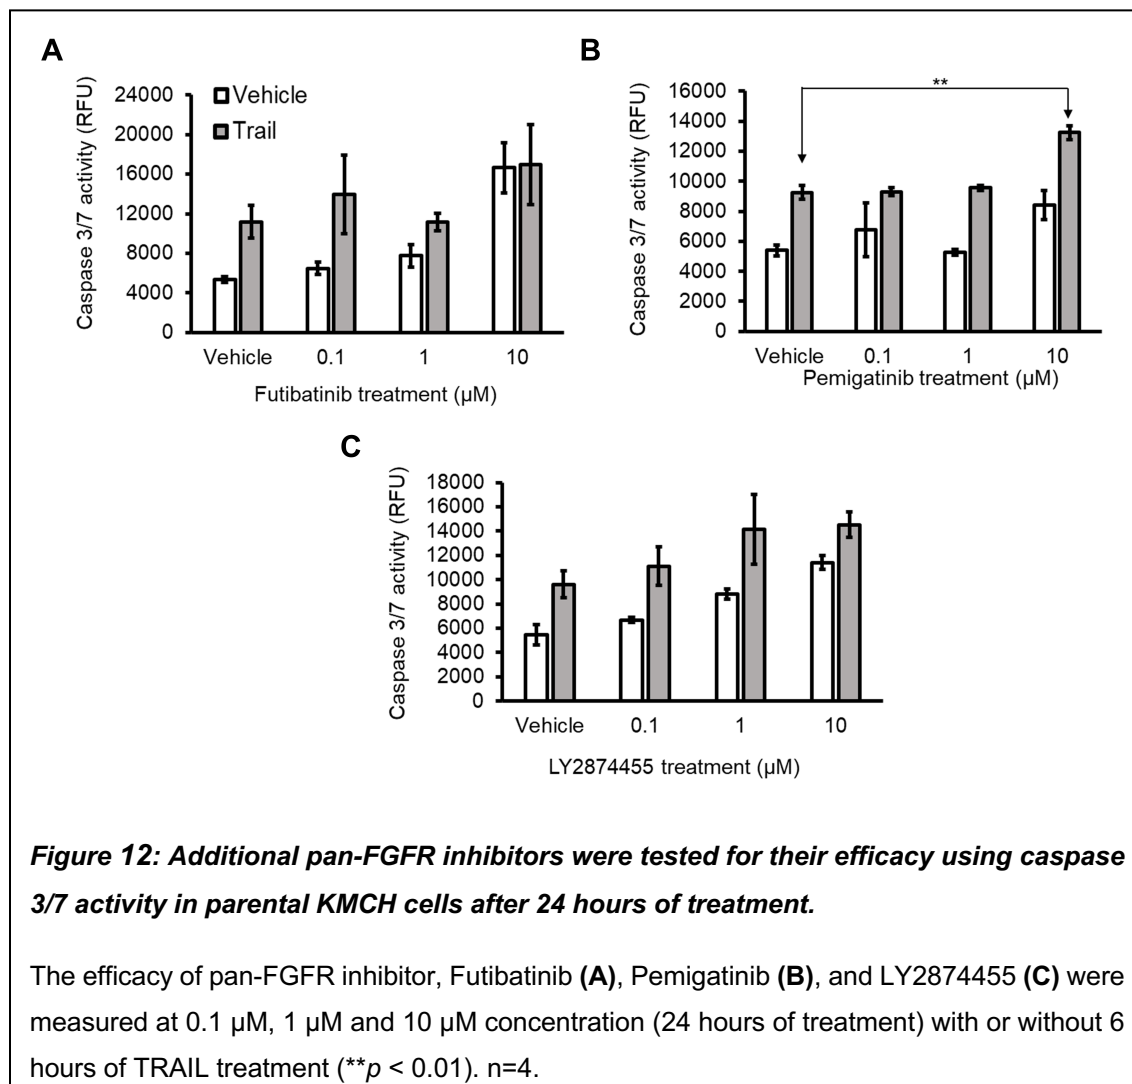 A
Caspase 3/7 activity (RFU)
24000
20000
16000
12000
8000
4000
0
Vehicle
Trail
Vehicle 0.1 1 10
Futibatinib treatment (µM)
B
Caspase 3/7 activity (RFU)
16000
14000
12000
10000
8000
6000
4000
2000
0
**
Vehicle 0.1 1 10
Pemigatinib treatment (µM)
C
Caspase 3/7 activity (RFU)
18000
16000
14000
12000
10000
8000
6000
4000
2000
0
Vehicle 0.1 1 10
LY2874455 treatment (µM)
Figure 12: Additional pan-FGFR inhibitors were tested for their efficacy using caspase
3/7 activity in parental KMCH cells after 24 hours of treatment.
The efficacy of pan-FGFR inhibitor, Futibatinib (A), Pemigatinib (B), and LY2874455 (C) were
measured at 0.1 µM, 1 µM and 10 µM concentration (24 hours of treatment) with or without 6
hours of TRAIL treatment (**p < 0.01). n=4.